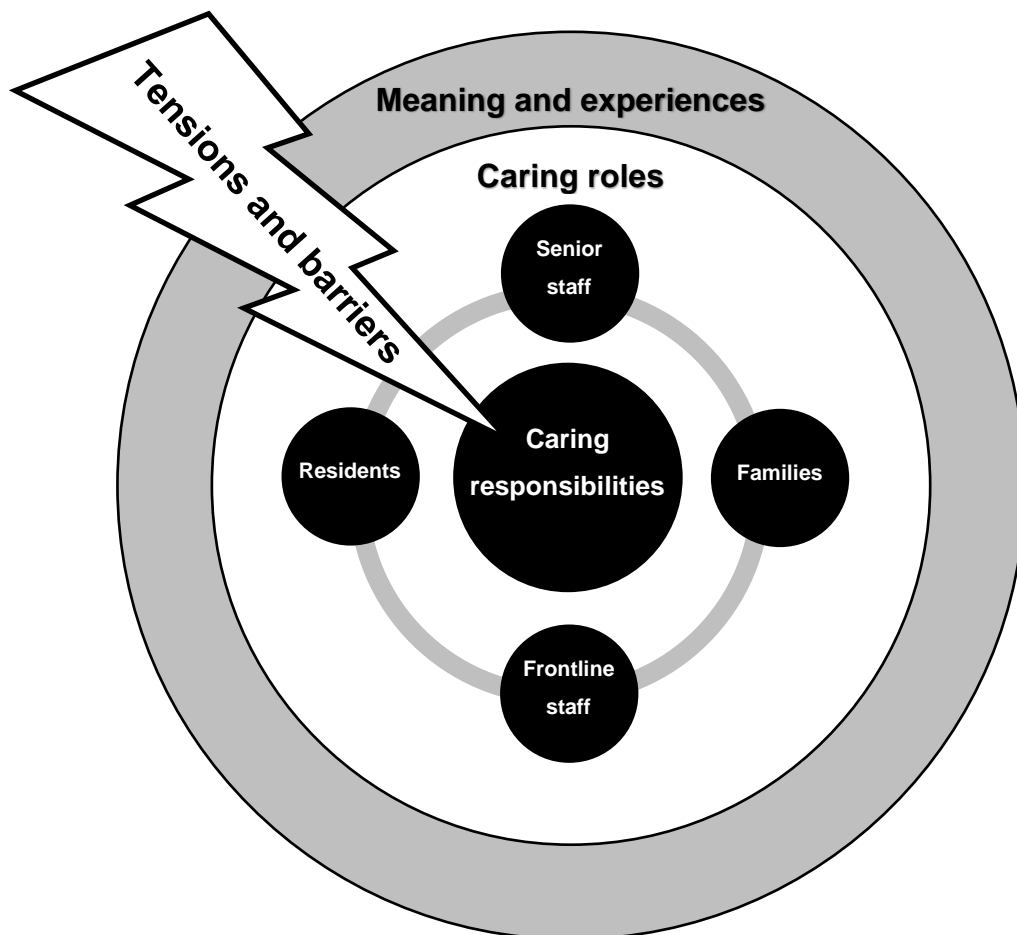 Tensions and barriers
Meaning and experiences
Caring roles
Senior
staff
Residents
Caring
responsibilities
Families
Frontline
staff